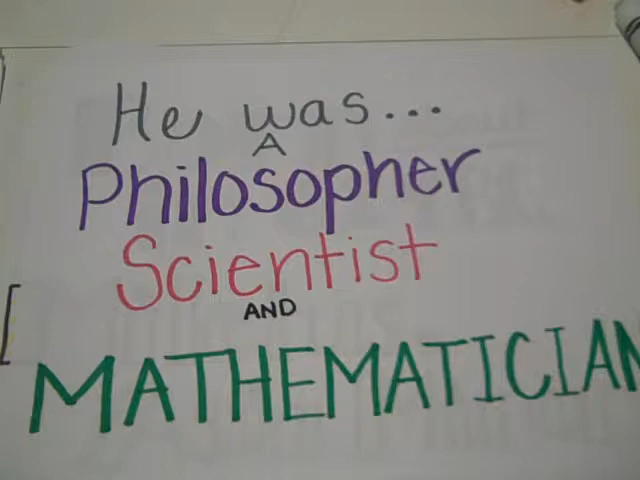 He was...
A
Philosopher
Scientist
AND
MATHEMATICIAN